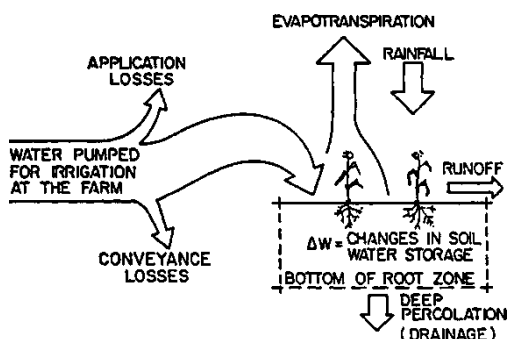 EVAPOTRANSPIRATION
APPLICATION
LOSSES
RAINFALL
WATER PUMPED
FOR IRRIGATION
AT THE FARM
RUNOFF
CONVEYANCE
LOSSES
ΔW = CHANGES IN SOIL
WATER STORAGE
BOTTOM OF ROOT ZONE
DEEP
PERCOLATION
(DRAINAGE)